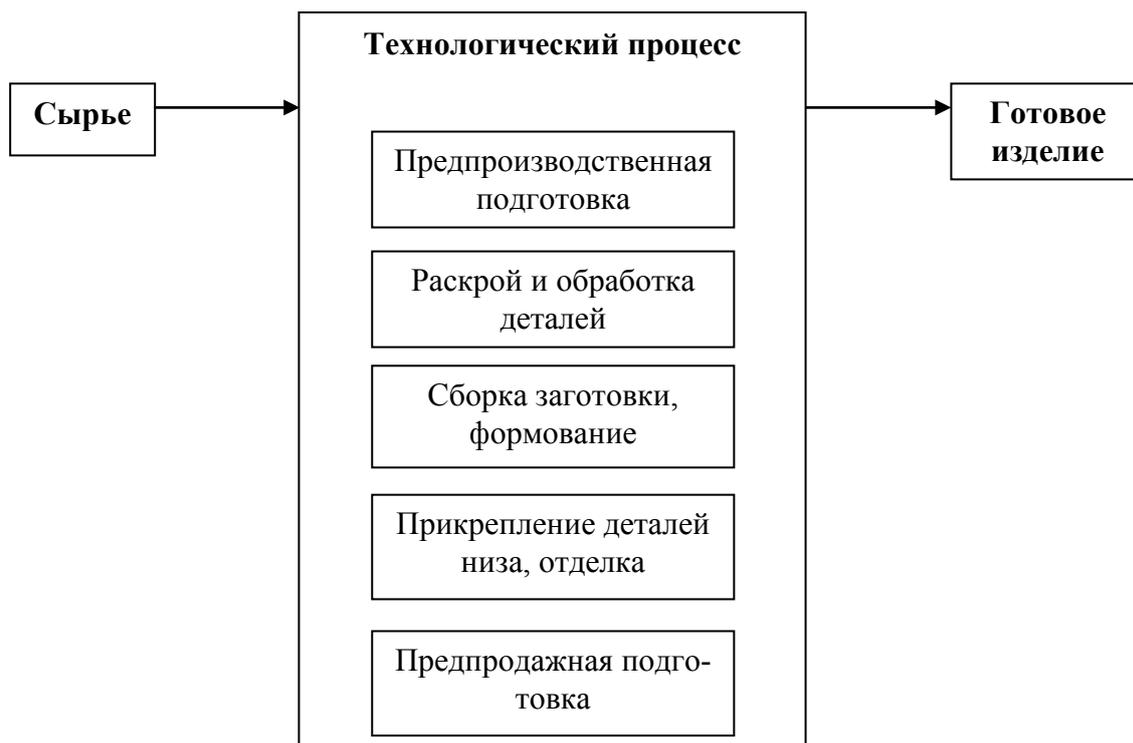 Технологический процесс
Сырье
Готовое
изделие
Предпроизводственная
подготовка
Раскрой и обработка
деталей
Сборка заготовки,
формование
Прикрепление деталей
низа, отделка
Предпродажная подго-
товка